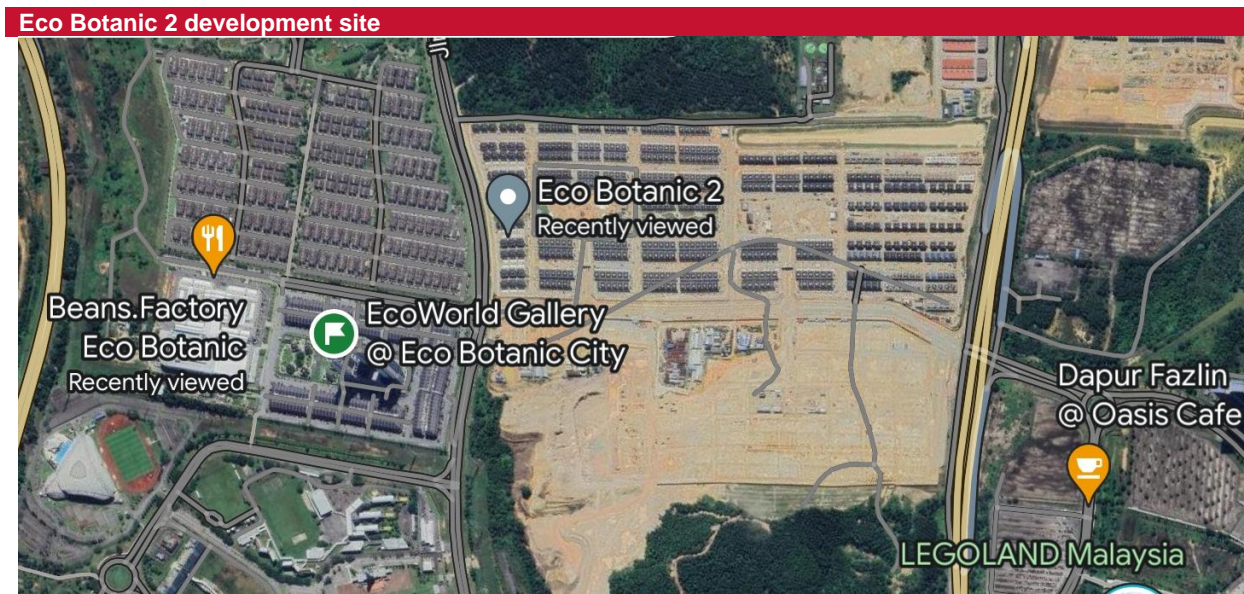 Eco Botanic 2 development site
Eco Botanic 2
Recently viewed
Beans.Factory
Eco Botanic
Recently viewed
EcoWorld Gallery
@ Eco Botanic City
Dapur Fazlin
@ Oasis Cafe
LEGOLAND Malaysia